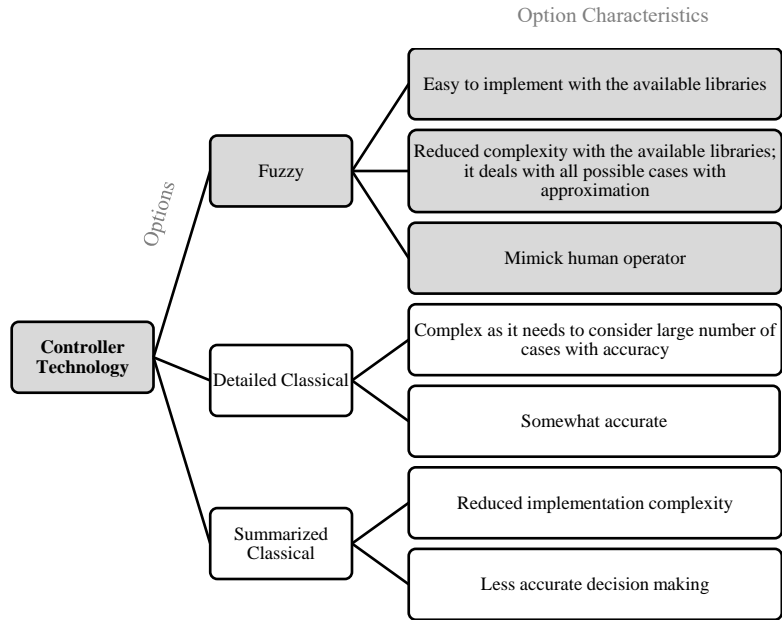 Option Characteristics
Options
Controller
Technology
Fuzzy
Easy to implement with the available libraries
Reduced complexity with the available libraries;
it deals with all possible cases with
approximation
Mimick human operator
Detailed Classical
Complex as it needs to consider large number of
cases with accuracy
Somewhat accurate
Summarized
Classical
Reduced implementation complexity
Less accurate decision making